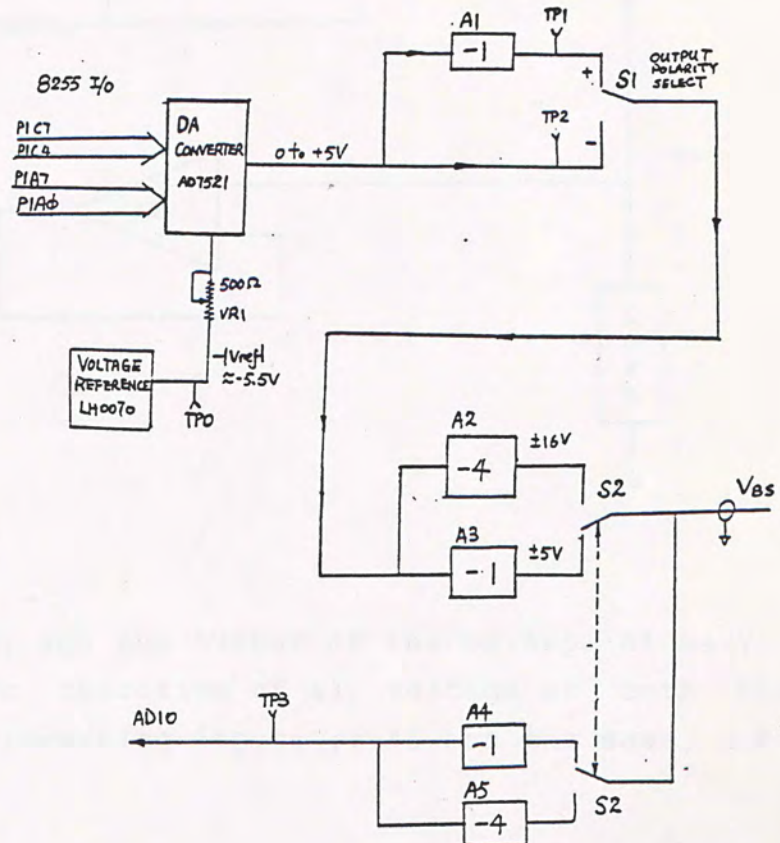 8255 I/O
PIC7
PIC4
PIA7
PIAϕ
DA
CONVERTER
AD7521
0 to +5V
A1
-1
TP1
+
S1
OUTPUT
POLARITY
SELECT
TP2
-
500Ω
VR1
VOLTAGE
REFERENCE
LH0070
-|Vref|
≈-5.5V
TP0
A2
-4
±16V
S2
VBS
A3
-1
±5V
AD10
TP3
A4
-1
A5
-4
S2